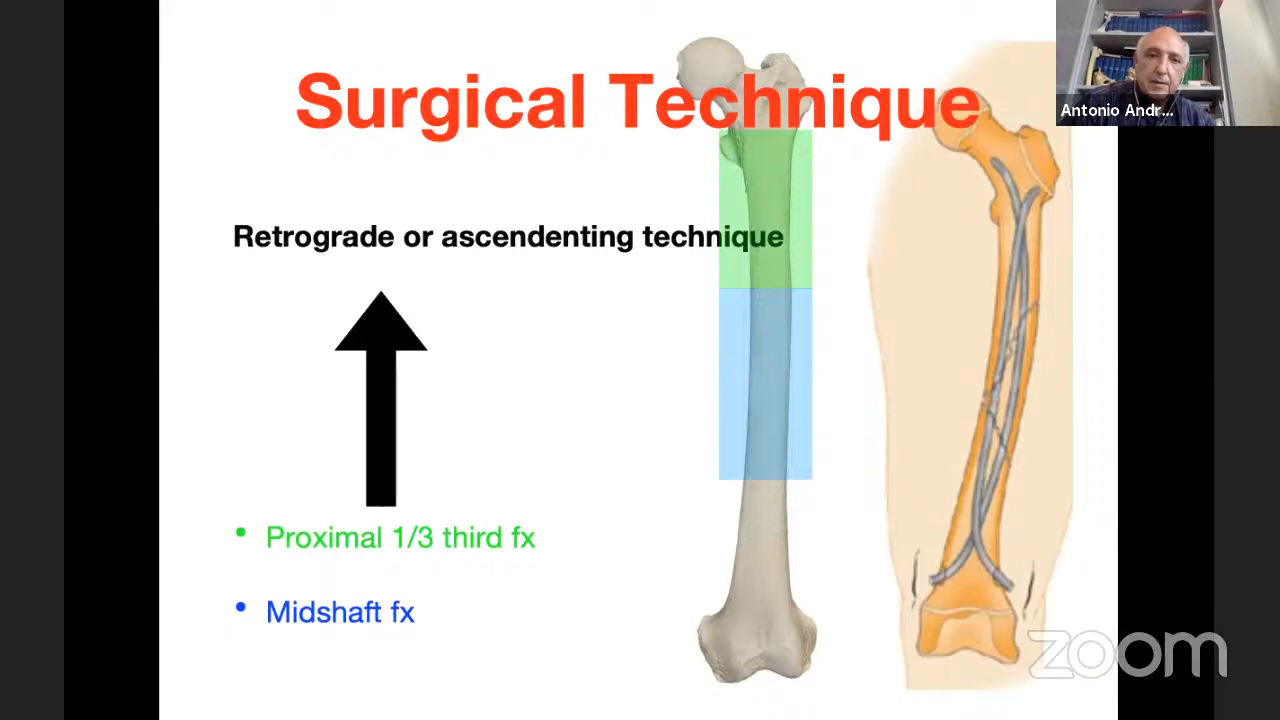 Surgical Technique
Antonio Andr...
Retrograde or ascendenting technique
• Proximal 1/3 third fx
• Midshaft fx
zoom